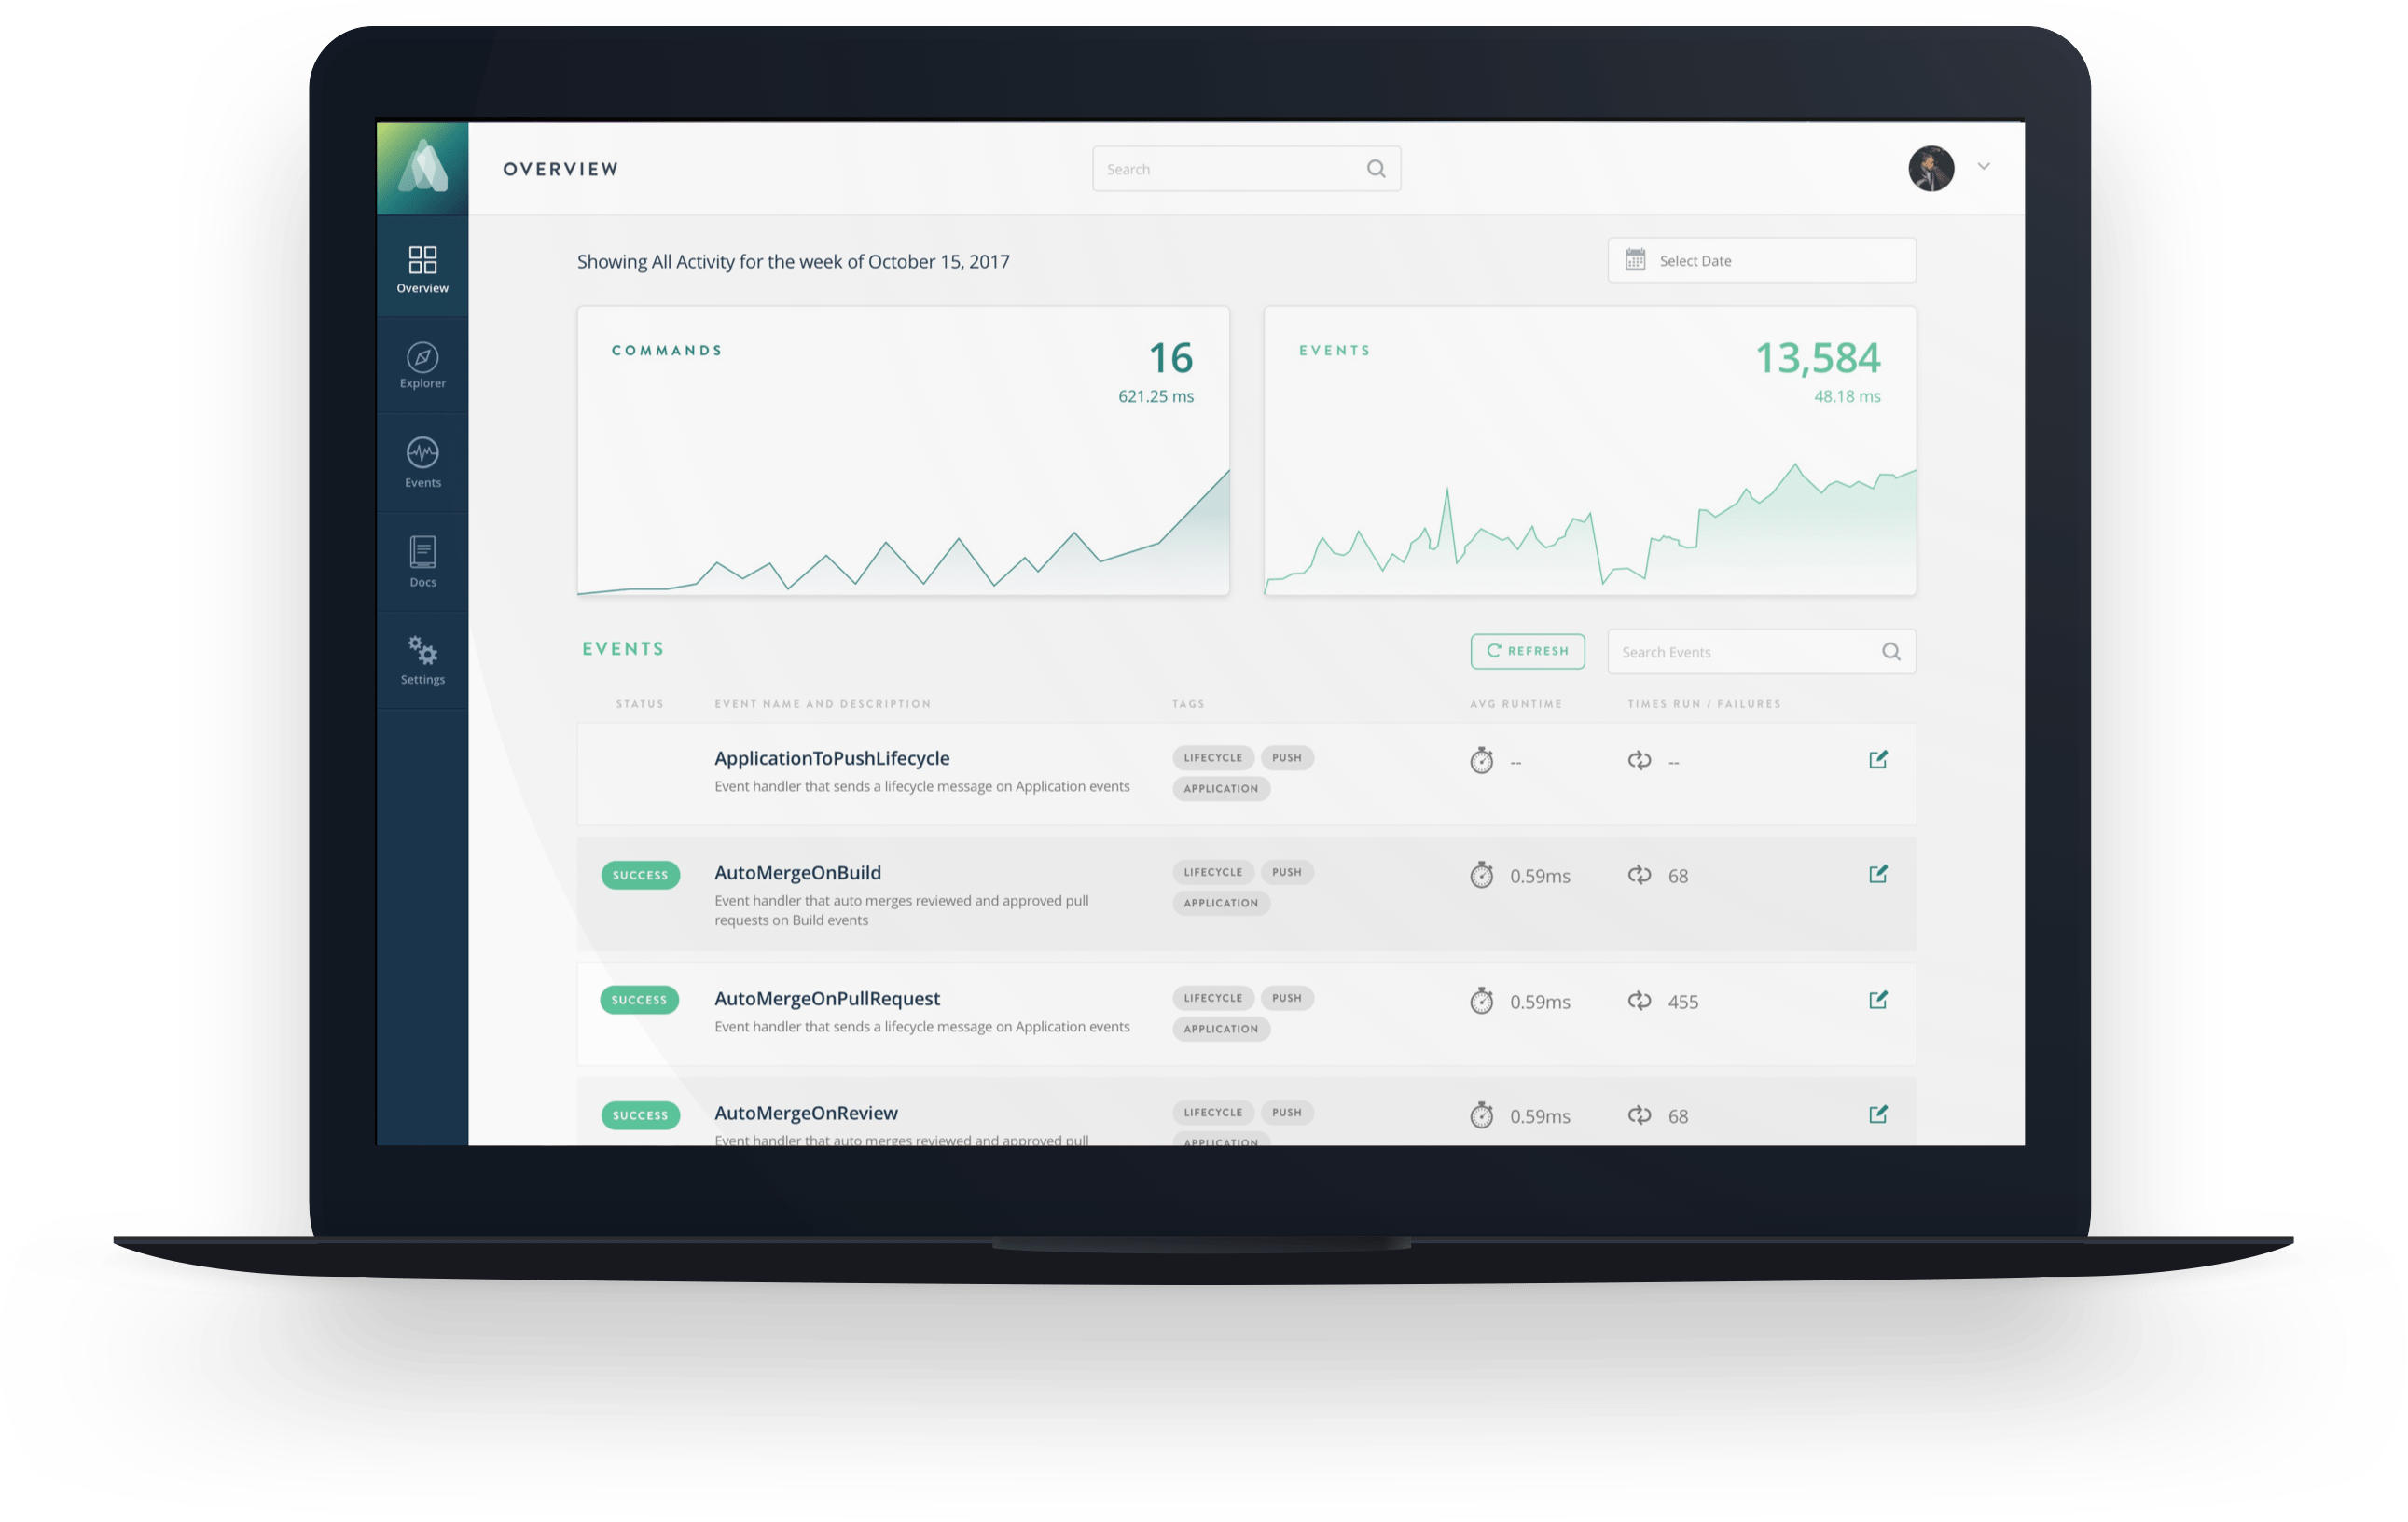 OVERVIEW
Search
Overview
Explorer
Events
Docs
Settings
Showing All Activity for the week of October 15, 2017
Select Date
COMMANDS
16
621.25 ms
EVENTS
13,584
48.18 ms
EVENTS
REFRESH
Search Events
STATUS EVENT NAME AND DESCRIPTION TAGS AVG RUNTIME TIMES RUN / FAILURES
ApplicationToPushLifecycle
Event handler that sends a lifecycle message on Application events
LIFECYCLE PUSH
APPLICATION
-- --
SUCCESS
AutoMergeOnBuild
Event handler that auto merges reviewed and approved pull
requests on Build events
LIFECYCLE PUSH
APPLICATION
0.59ms 68
SUCCESS
AutoMergeOnPullRequest
Event handler that sends a lifecycle message on Application events
LIFECYCLE PUSH
APPLICATION
0.59ms 455
SUCCESS
AutoMergeOnReview
Event handler that auto merges reviewed and approved pull
LIFECYCLE PUSH
APPLICATION
0.59ms 68